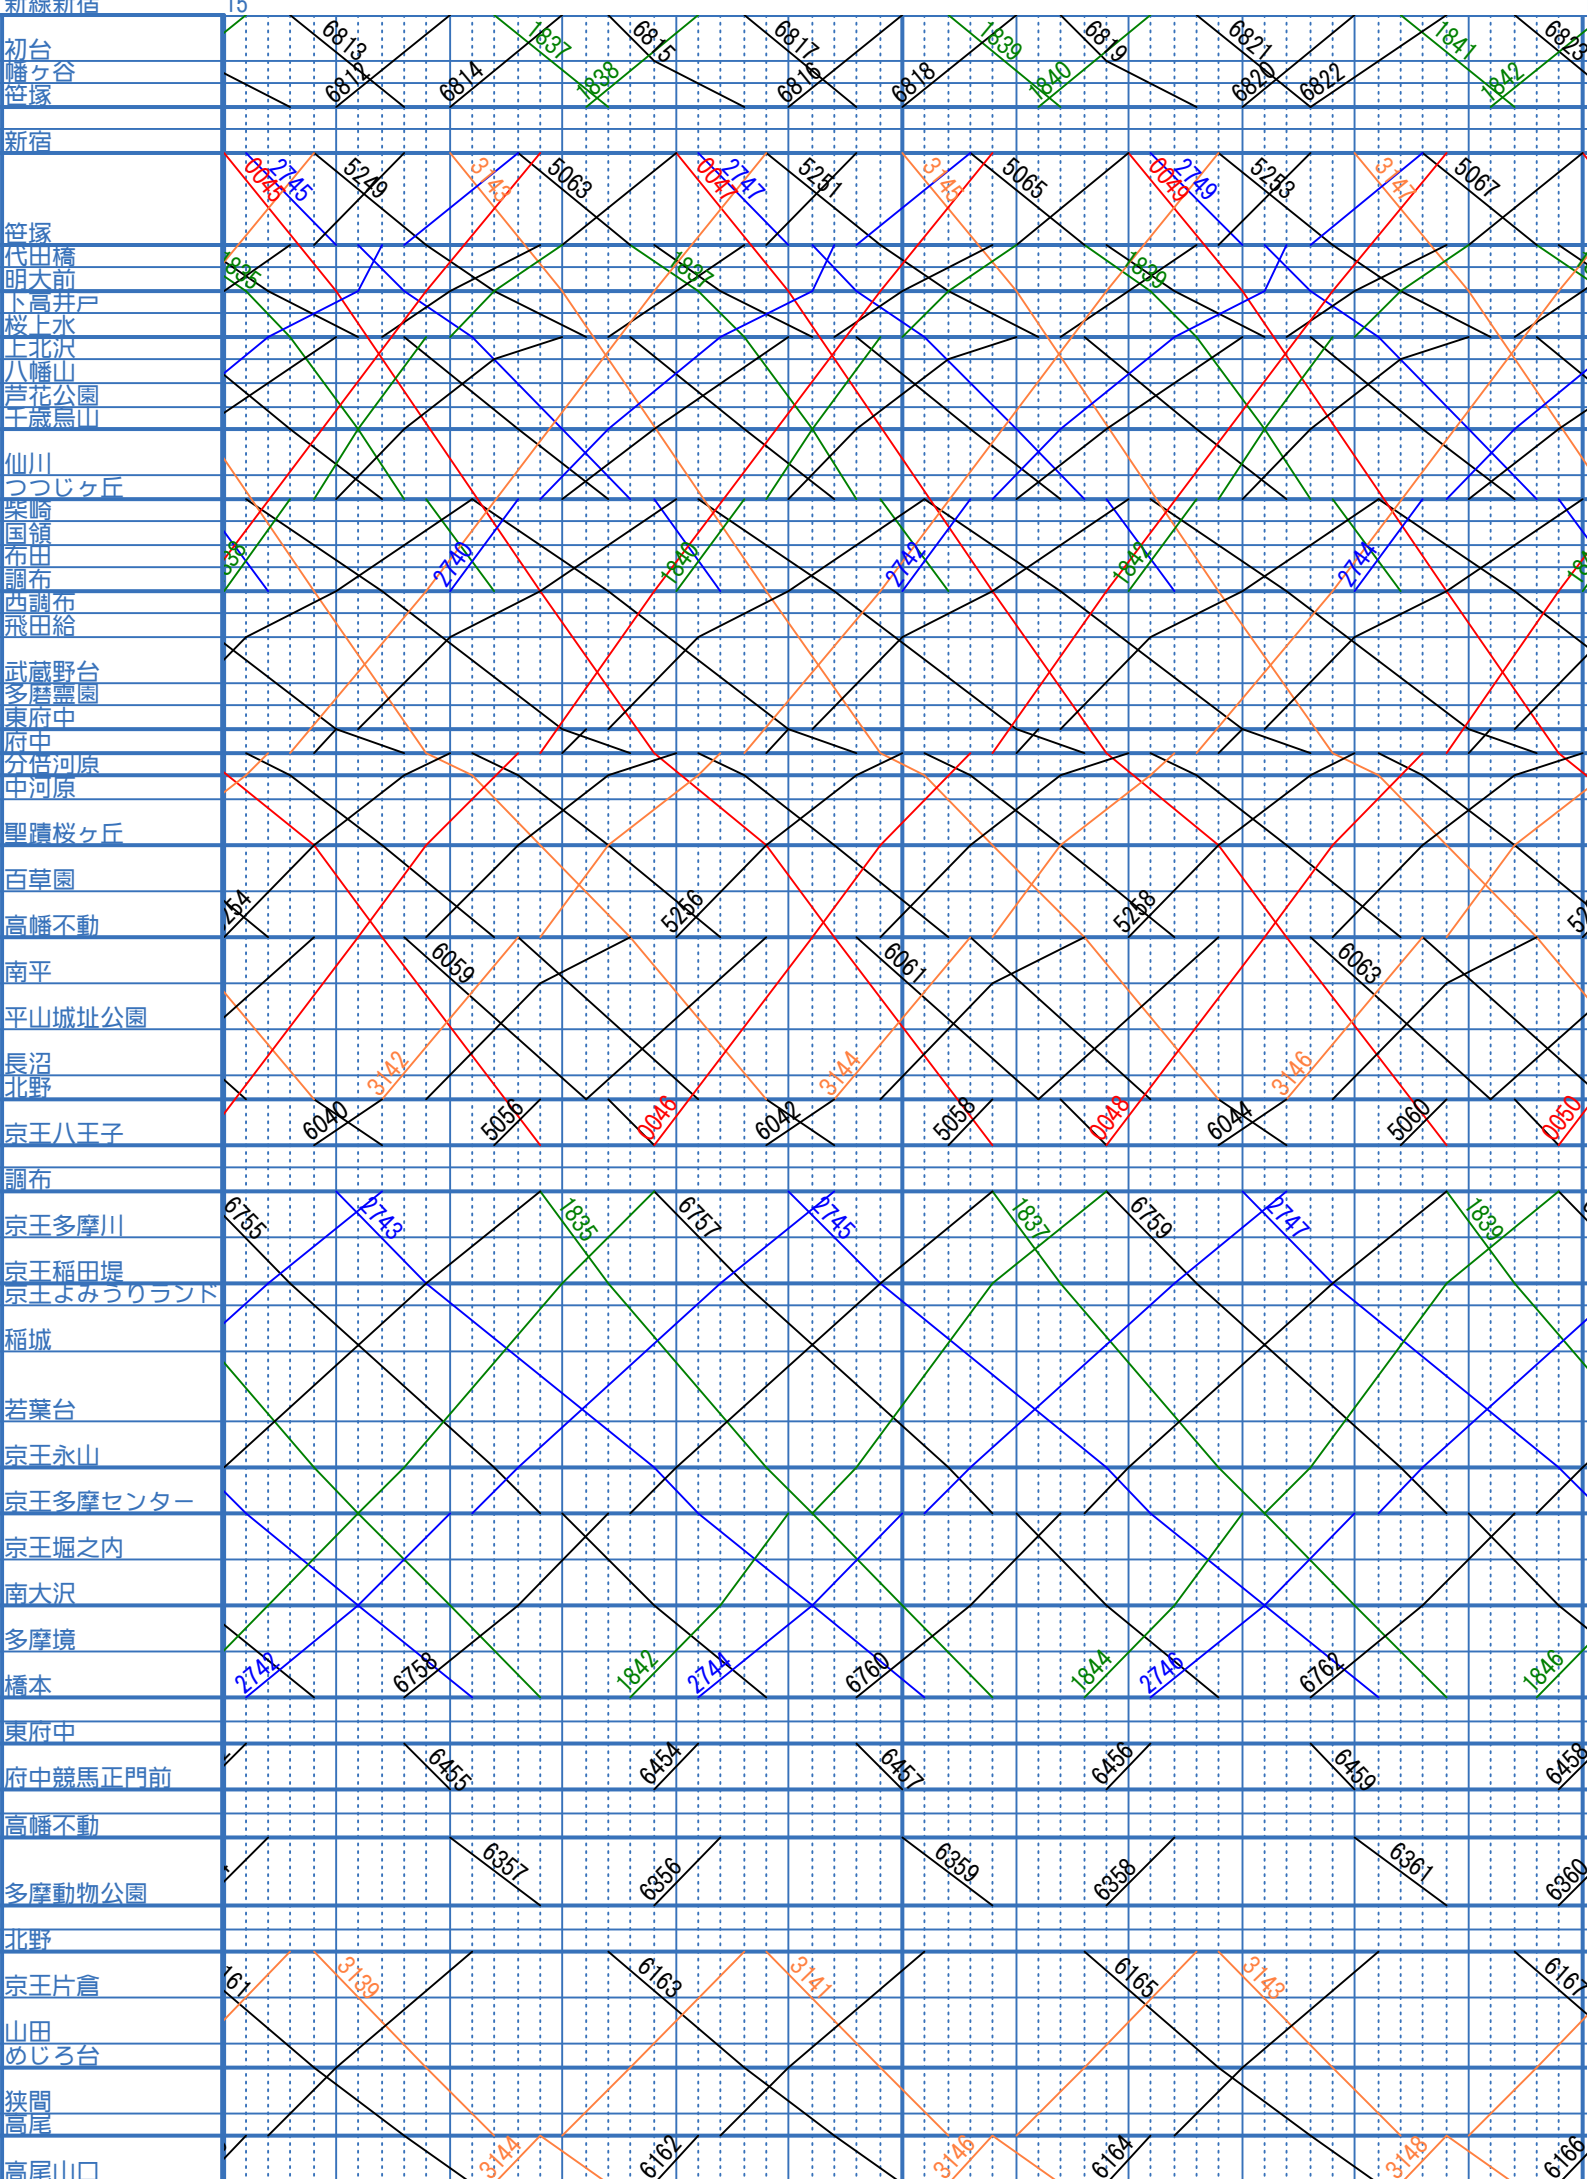 新線新宿 15
初台 6813 1837 6815 6817 1839 6819 6821 1841 6823
幡ヶ谷
笹塚 6812 6814 1838 6816 6818 1840 6820 6822 1842
新宿
0045 2745 5249 3143 5063 0047 2747 5251 3145 5065 0049 2749 5253 3147 5067
笹塚
代田橋
明大前 1835 1837 1839
下高井戸
桜上水
上北沢
八幡山
芦花公園
千歳烏山
仙川
つつじヶ丘
柴崎
国領
布田 2740 1840 2742 1842 2744
調布
西調布
飛田給
武蔵野台
多磨霊園
東府中
府中
分倍河原
中河原
聖蹟桜ヶ丘
百草園
高幡不動 254 5256 5258
南平 6059 6061 6063
平山城址公園
長沼 3142 3144 3146
北野
京王八王子 6040 5056 0046 6042 5058 0048 6044 5060 0050
調布
京王多摩川 6755 2743 1835 6757 2745 1837 6759 2747 1839
京王稲田堤
京王よみうりランド
稲城
若葉台
京王永山
京王多摩センター
京王堀之内
南大沢
多摩境
橋本 2742 6758 1842 2744 6760 1844 2746 6762 1846
東府中
府中競馬正門前 6455 6454 6457 6456 6459 6458
高幡不動
多摩動物公園 6357 6356 6359 6358 6361 6360
北野
京王片倉 161 3139 6163 3141 6165 3143 6167
山田
めじろ台
狭間
高尾
高尾山口 3144 6162 3146 6164 3148 6166